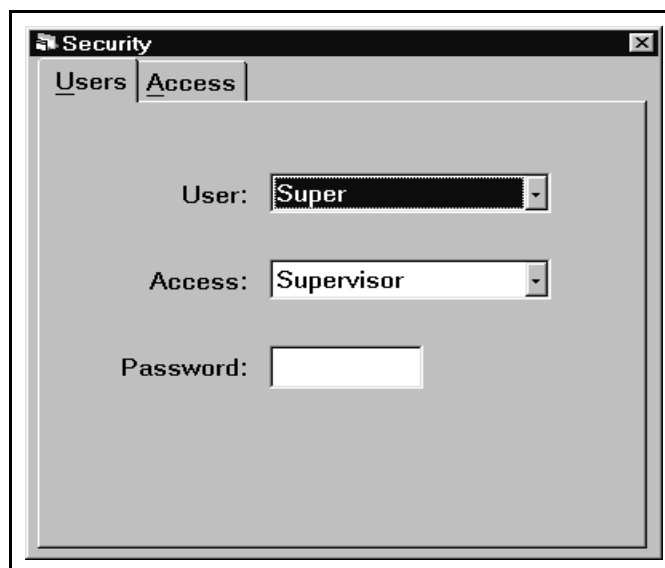 Security
Users Access
User: Super
Access: Supervisor
Password: